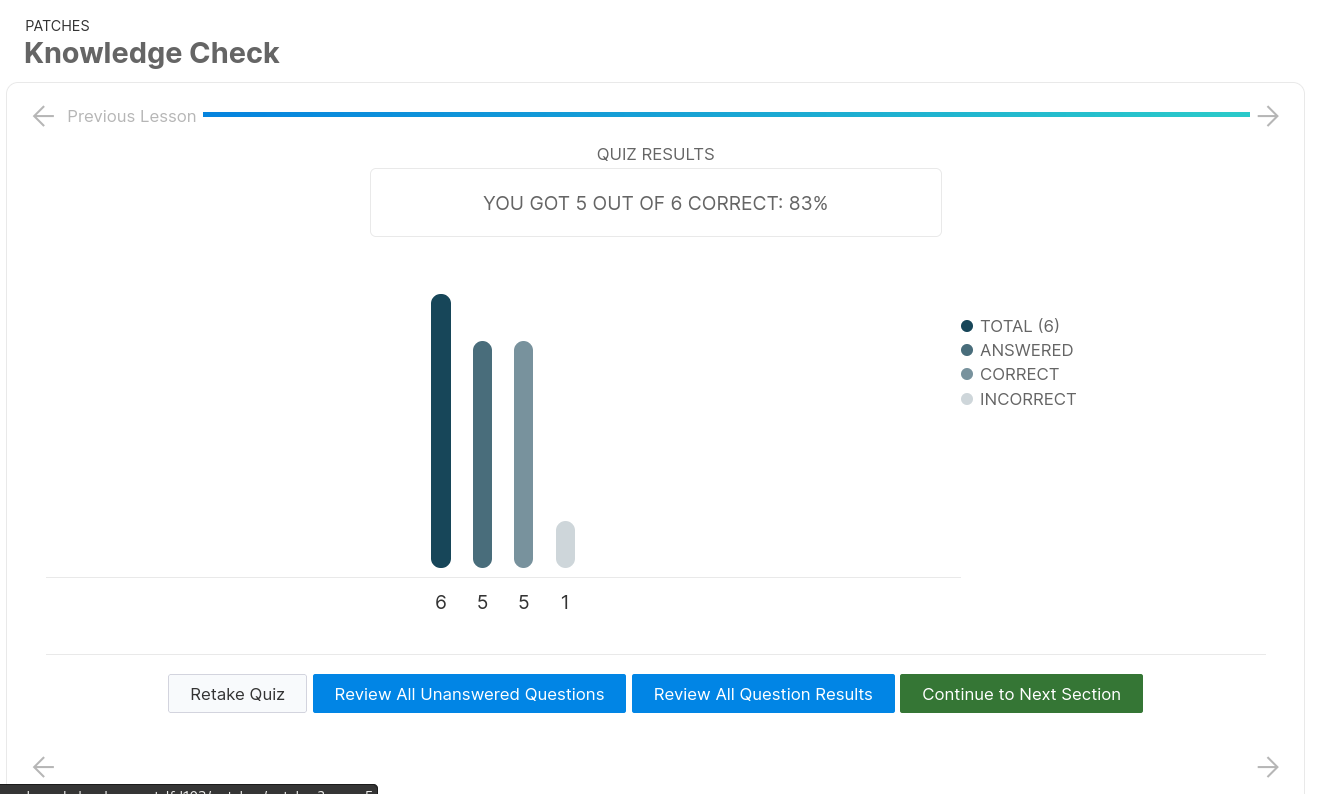 PATCHES
Knowledge Check
Previous Lesson
QUIZ RESULTS
YOU GOT 5 OUT OF 6 CORRECT: 83%
TOTAL (6)
ANSWERED
CORRECT
INCORRECT
6 5 5 1
Retake Quiz Review All Unanswered Questions Review All Question Results Continue to Next Section